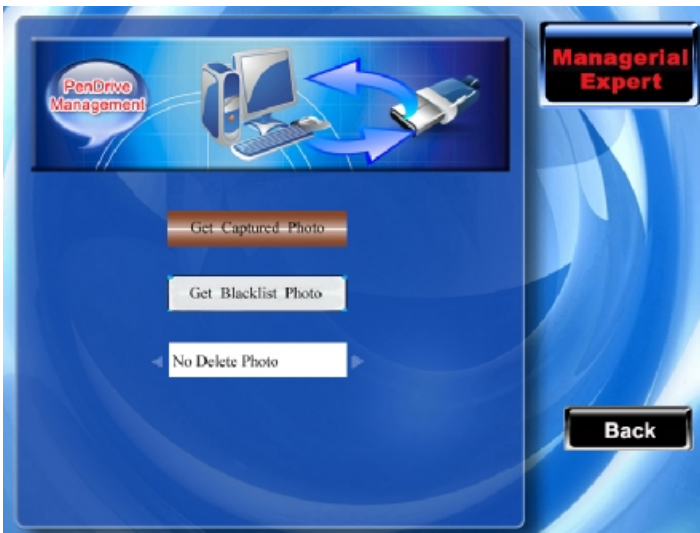 PenDrive
Management
Managerial
Expert
Get Captured Photo
Get Blacklist Photo
No Delete Photo
Back